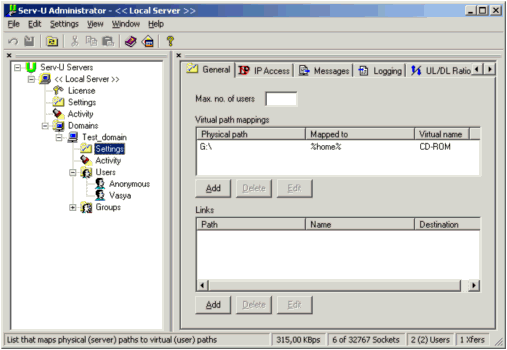 Serv-U Administrator - << Local Server >>
File Edit Settings View Window Help
Serv-U Servers
<< Local Server >>
License
Settings
Activity
Domains
Test_domain
Settings
Activity
Users
Anonymous
Vasya
Groups
General IP Access Messages Logging UL/DL Ratio
Max. no. of users
Virtual path mappings
Physical path Mapped to Virtual name
G:\ %home% CD-ROM
Add Delete Edit
Links
Path Name Destination
Add Delete Edit
List that maps physical (server) paths to virtual (user) paths 315,00 KBps 6 of 32767 Sockets 2 (2) Users 1 Xfers